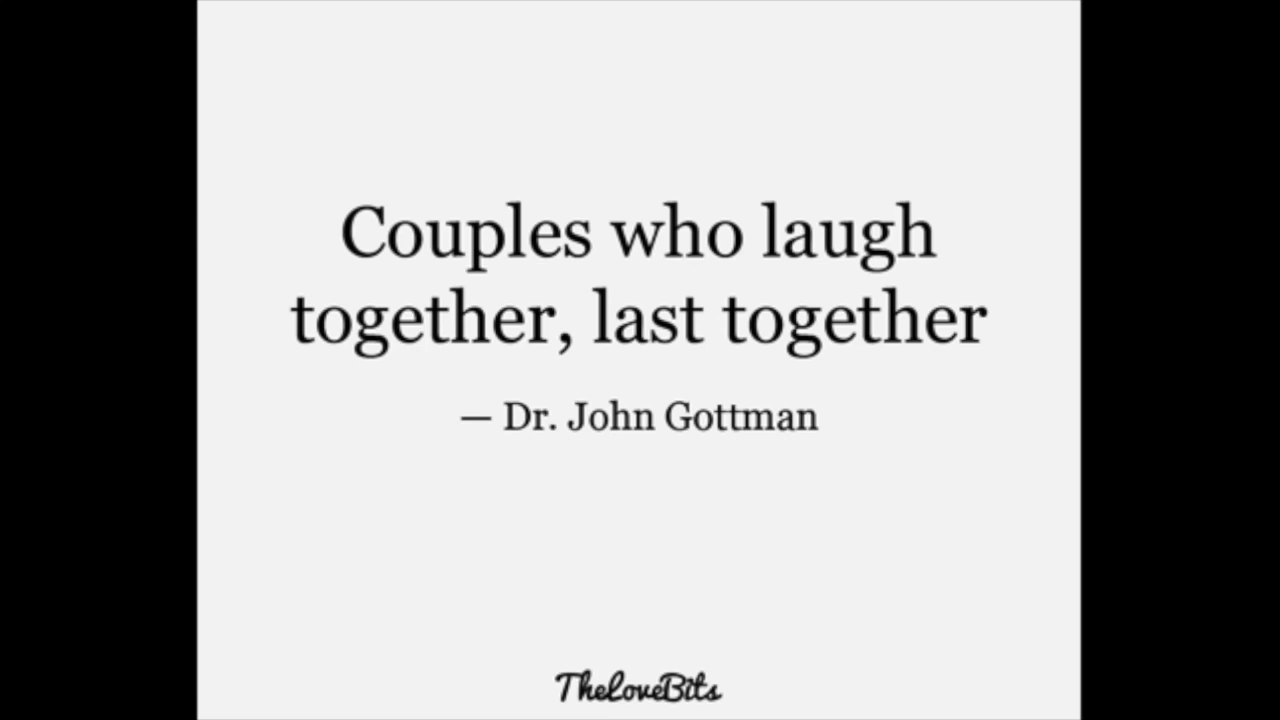 Couples who laugh
together, last together
— Dr. John Gottman
TheLoveBits